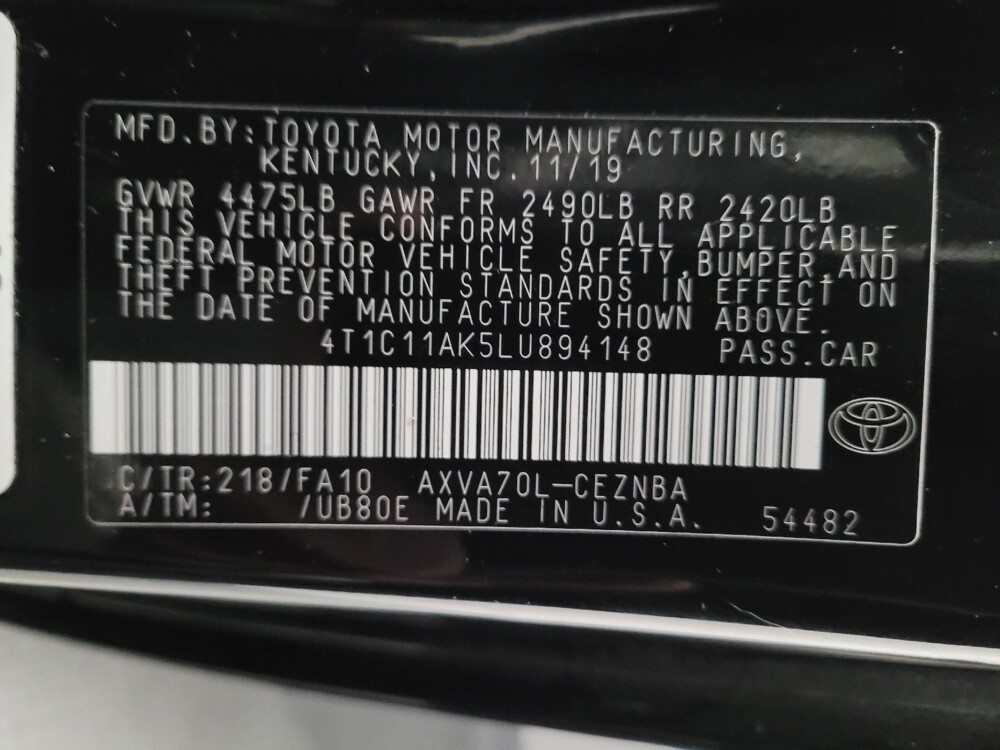 MFD.BY:TOYOTA MOTOR MANUFACTURING,
KENTUCKY,INC.11/19
GVWR 4475LB GAWR FR 2490LB RR 2420LB
THIS VEHICLE CONFORMS TO ALL APPLICABLE
FEDERAL MOTOR VEHICLE SAFETY,BUMPER,AND
THEFT PREVENTION STANDARDS IN EFFECT ON
THE DATE OF MANUFACTURE SHOWN ABOVE.
4T1C11AK5LU894148 PASS.CAR
C/TR:218/FA10 AXVA70L-CEZNBA
A/TM: /UB80E MADE IN U.S.A. 54482